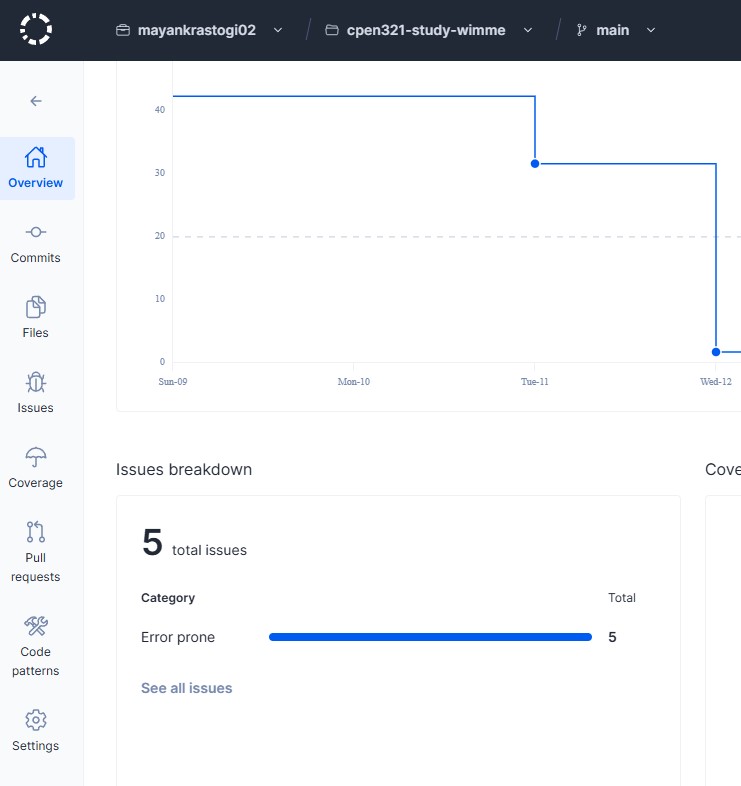 mayankrastogi02 cpen321-study-wimme main
40
30
20
10
0
Sun-09 Mon-10 Tue-11 Wed-12
Overview
Commits
Files
Issues
Coverage
Pull
requests
Code
patterns
Settings
Issues breakdown
5 total issues
Category Total
Error prone 5
See all issues
Cove